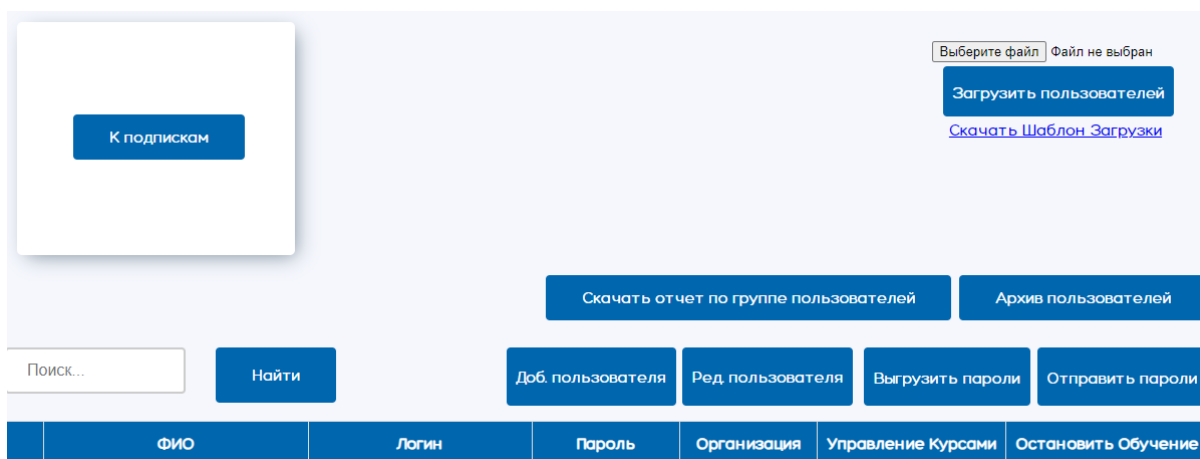 Выберите файл Файл не выбран
Загрузить пользователей
К подпискам
Скачать Шаблон Загрузки
Скачать отчет по группе пользователей Архив пользователей
Поиск... Найти Доб. пользователя Ред. пользователя Выгрузить пароли Отправить пароли
ФИО Логин Пароль Организация Управление Курсами Остановить Обучение